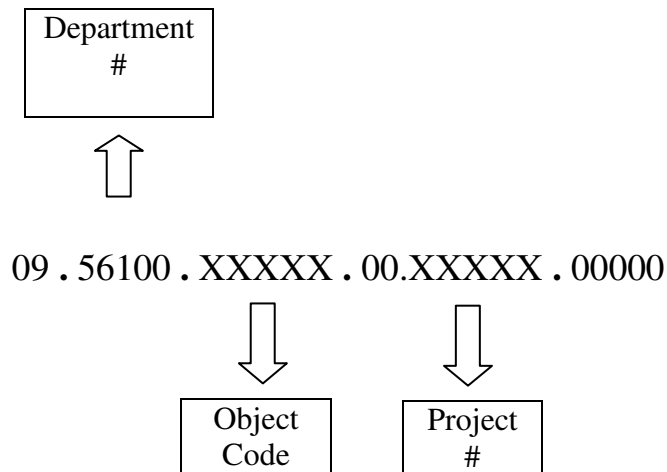 Department
#
09 . 56100 . XXXXX . 00.XXXXX . 00000
Object
Code
Project
#